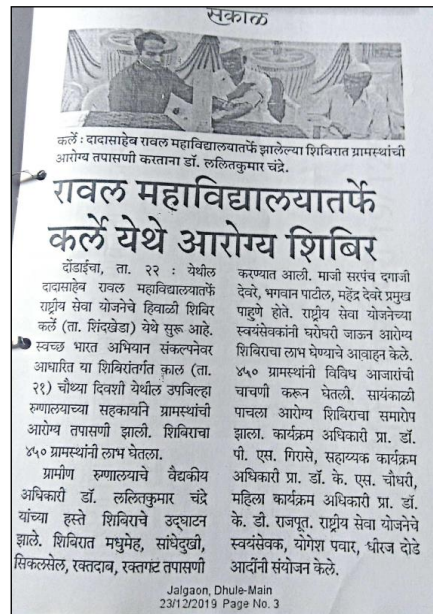 सकाळ
कर्ले : दादासाहेब रावल महाविद्यालयातर्फे झालेल्या शिबिरात ग्रामस्थांची
आरोग्य तपासणी करताना डॉ. ललितकुमार चंद्रे.
रावल महाविद्यालयातर्फे
कर्ले येथे आरोग्य शिबिर
दोंडाईचा, ता. २२ : येथील
दादासाहेब रावल महाविद्यालयातर्फे
राष्ट्रीय सेवा योजनेचे हिवाळी शिबिर
कर्ले (ता. शिंदखेडा) येथे सुरू आहे.
स्वच्छ भारत अभियान संकल्पनेवर
आधारित या शिबिरांतर्गत काल (ता.
२१) चौथ्या दिवशी येथील उपजिल्हा
रुग्णालयाच्या सहकार्याने ग्रामस्थांची
आरोग्य तपासणी झाली. शिबिराचा
४५० ग्रामस्थांनी लाभ घेतला.
ग्रामीण रुग्णालयाचे वैद्यकीय
अधिकारी डॉ. ललितकुमार चंद्रे
यांच्या हस्ते शिबिराचे उद्घाटन
झाले. शिबिरात मधुमेह, सांधेदुखी,
सिकलसेल, रक्तदाब, रक्तगंट तपासणी
करण्यात आली. माजी सरपंच दगाजी
देवरे, भगवान पाटील, महेंद्र देवरे प्रमुख
पाहुणे होते. राष्ट्रीय सेवा योजनेच्या
स्वयंसेवकांनी घरोघरी जाऊन आरोग्य
शिबिराचा लाभ घेण्याचे आवाहन केले.
४५० ग्रामस्थांनी विविध आजारांची
चाचणी करून घेतली. सायंकाळी
पाचला आरोग्य शिबिराचा समारोप
झाला. कार्यक्रम अधिकारी प्रा. डॉ.
पी. एस. गिरासे, सहाय्यक कार्यक्रम
अधिकारी प्रा. डॉ. के. एस. चौधरी,
महिला कार्यक्रम अधिकारी प्रा. डॉ.
के. डी. राजपूत. राष्ट्रीय सेवा योजनेचे
स्वयंसेवक, योगेश पवार, धीरज दोडे
आदींनी संयोजन केले.
Jalgaon, Dhule-Main
23/12/2019 Page No. 3